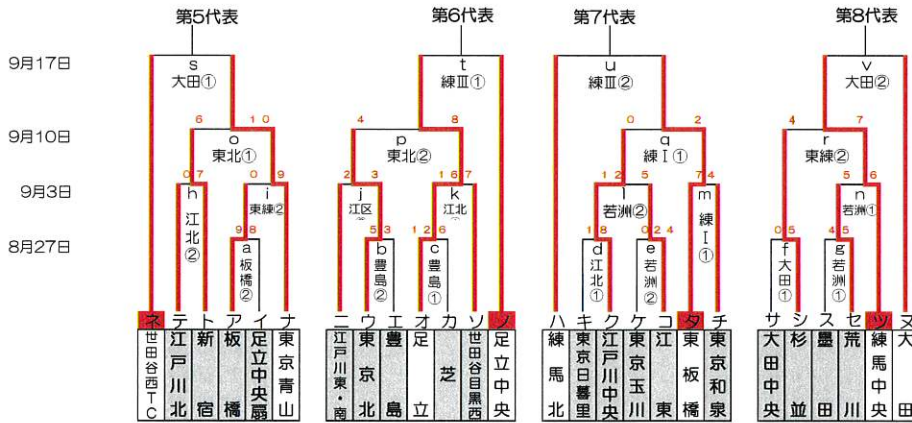 第5代表 第6代表 第7代表 第8代表
9月17日 s t u v
大田① 練Ⅲ① 練Ⅲ② 大田②
6 10 4 8 0 2 4 7
9月10日 o p q r
東北① 東北② 練Ⅰ① 東練②
0 7 0 9 2 3 16 7 12 5 7 4 5 6
9月3日 h i j k l m n
江北② 東練② 江区 江北 若洲② 練Ⅰ① 若洲①
9 8 5 3 12 6 1 8 0 24 0 5 4 5
8月27日 a b c d e f g
板橋② 豊島② 豊島① 江北① 若洲② 大田① 若洲①
ネ テ ト ア イ ナ ニ ウ エ オ カ ソ ノ ハ キ ク ケ コ タ チ サ シ ス セ ツ ヌ
世田谷西TC
江戸川北
新宿
板橋
足立中央扇
東京青山
江戸川東・南
東京北
豊島
足立
芝
世田谷目黒西
足立中央
練馬北
東京日暮里
江戸川中央
東京玉川
江東
東板橋
東京和泉
大田中央
杉並
墨田
荒川
練馬中央
大田